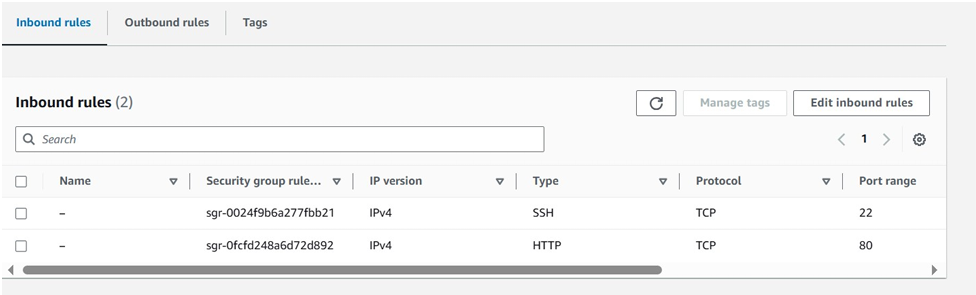 Inbound rules Outbound rules Tags
Inbound rules (2) Manage tags Edit inbound rules
Search 1
Name Security group rule... IP version Type Protocol Port range
– sgr-0024f9b6a277fbb21 IPv4 SSH TCP 22
– sgr-0fcfd248a6d72d892 IPv4 HTTP TCP 80